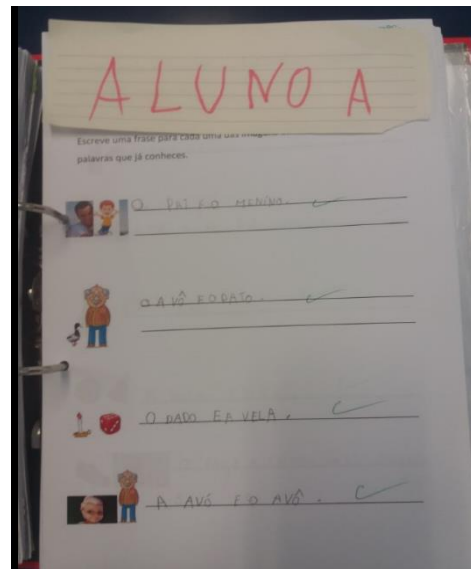 ALUNO A
Escreve uma frase para cada uma das imagens
palavras que já conheces.
O PAI E O MENINO.
O AVÔ E O PATO.
O DADO E A VELA.
A AVÓ E O AVÔ.